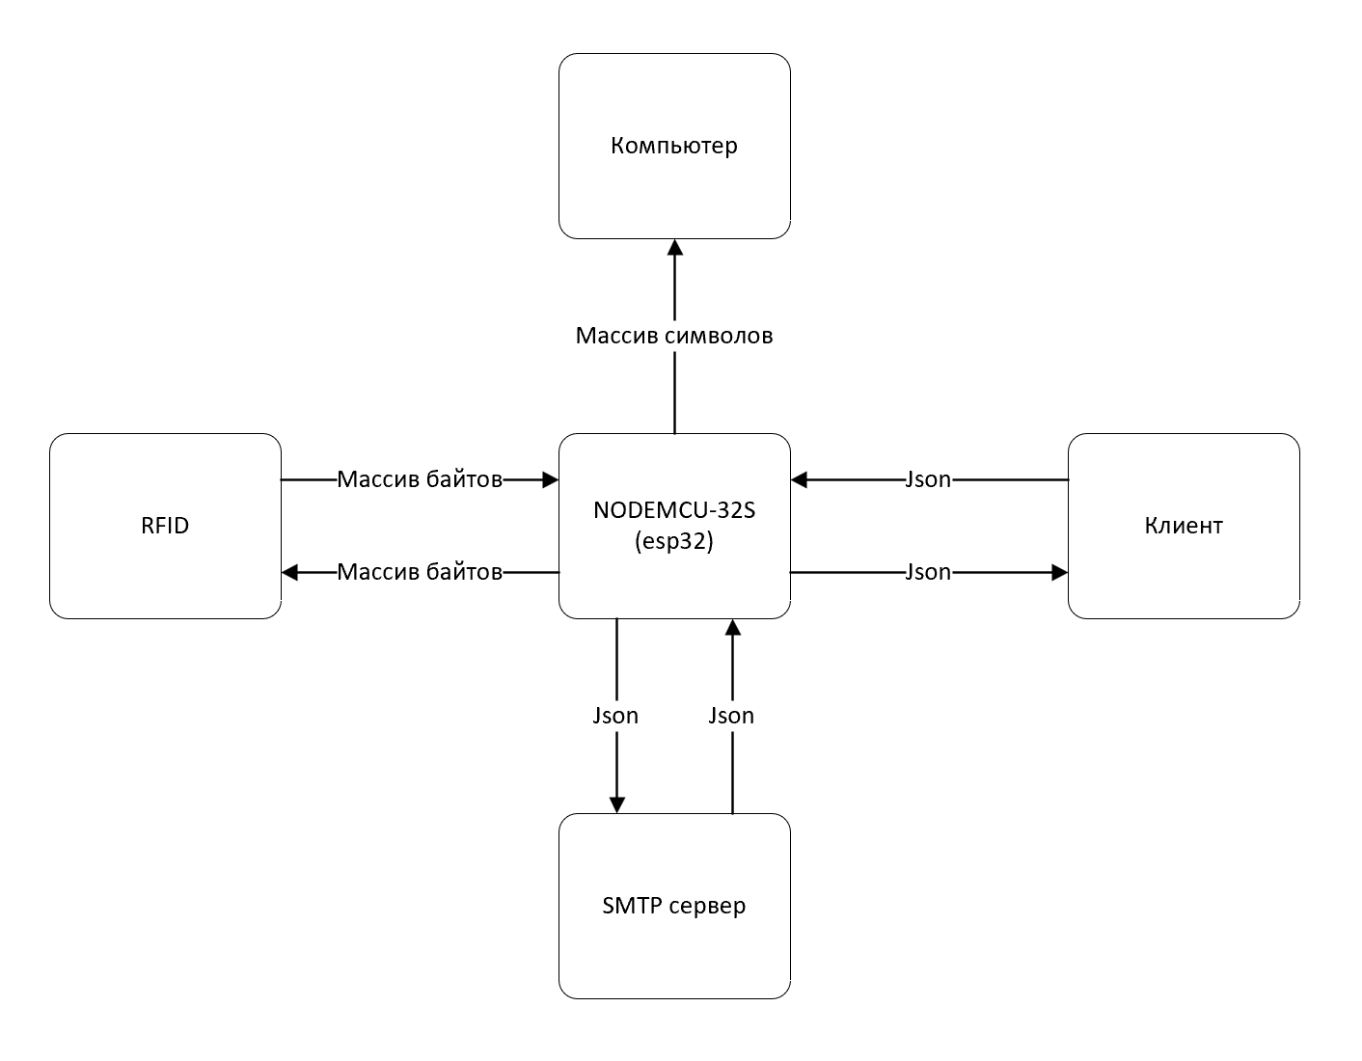 Компьютер
Массив символов
Массив байтов
Json
RFID
NODEMCU-32S
(esp32)
Клиент
Массив байтов
Json
Json
Json
SMTP сервер